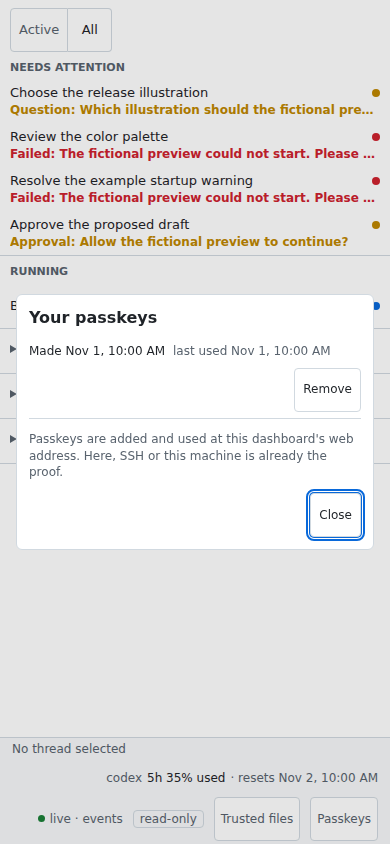 Active All
NEEDS ATTENTION
Choose the release illustration
Question: Which illustration should the fictional pre…
Review the color palette
Failed: The fictional preview could not start. Please …
Resolve the example startup warning
Failed: The fictional preview could not start. Please …
Approve the proposed draft
Approval: Allow the fictional preview to continue?
RUNNING
Your passkeys
Made Nov 1, 10:00 AM last used Nov 1, 10:00 AM
Remove
Passkeys are added and used at this dashboard's web
address. Here, SSH or this machine is already the
proof.
Close
No thread selected
codex 5h 35% used · resets Nov 2, 10:00 AM
live · events read-only Trusted files Passkeys